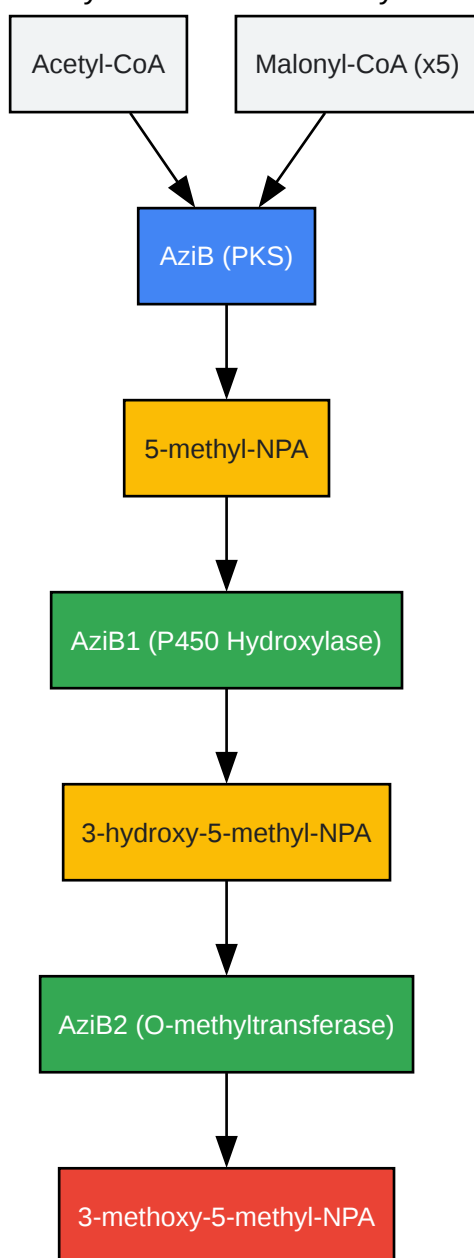 Acetyl-CoA
Malonyl-CoA (x5)
AziB (PKS)
5-methyl-NPA
AziB1 (P450 Hydroxylase)
3-hydroxy-5-methyl-NPA
AziB2 (O-methyltransferase)
3-methoxy-5-methyl-NPA